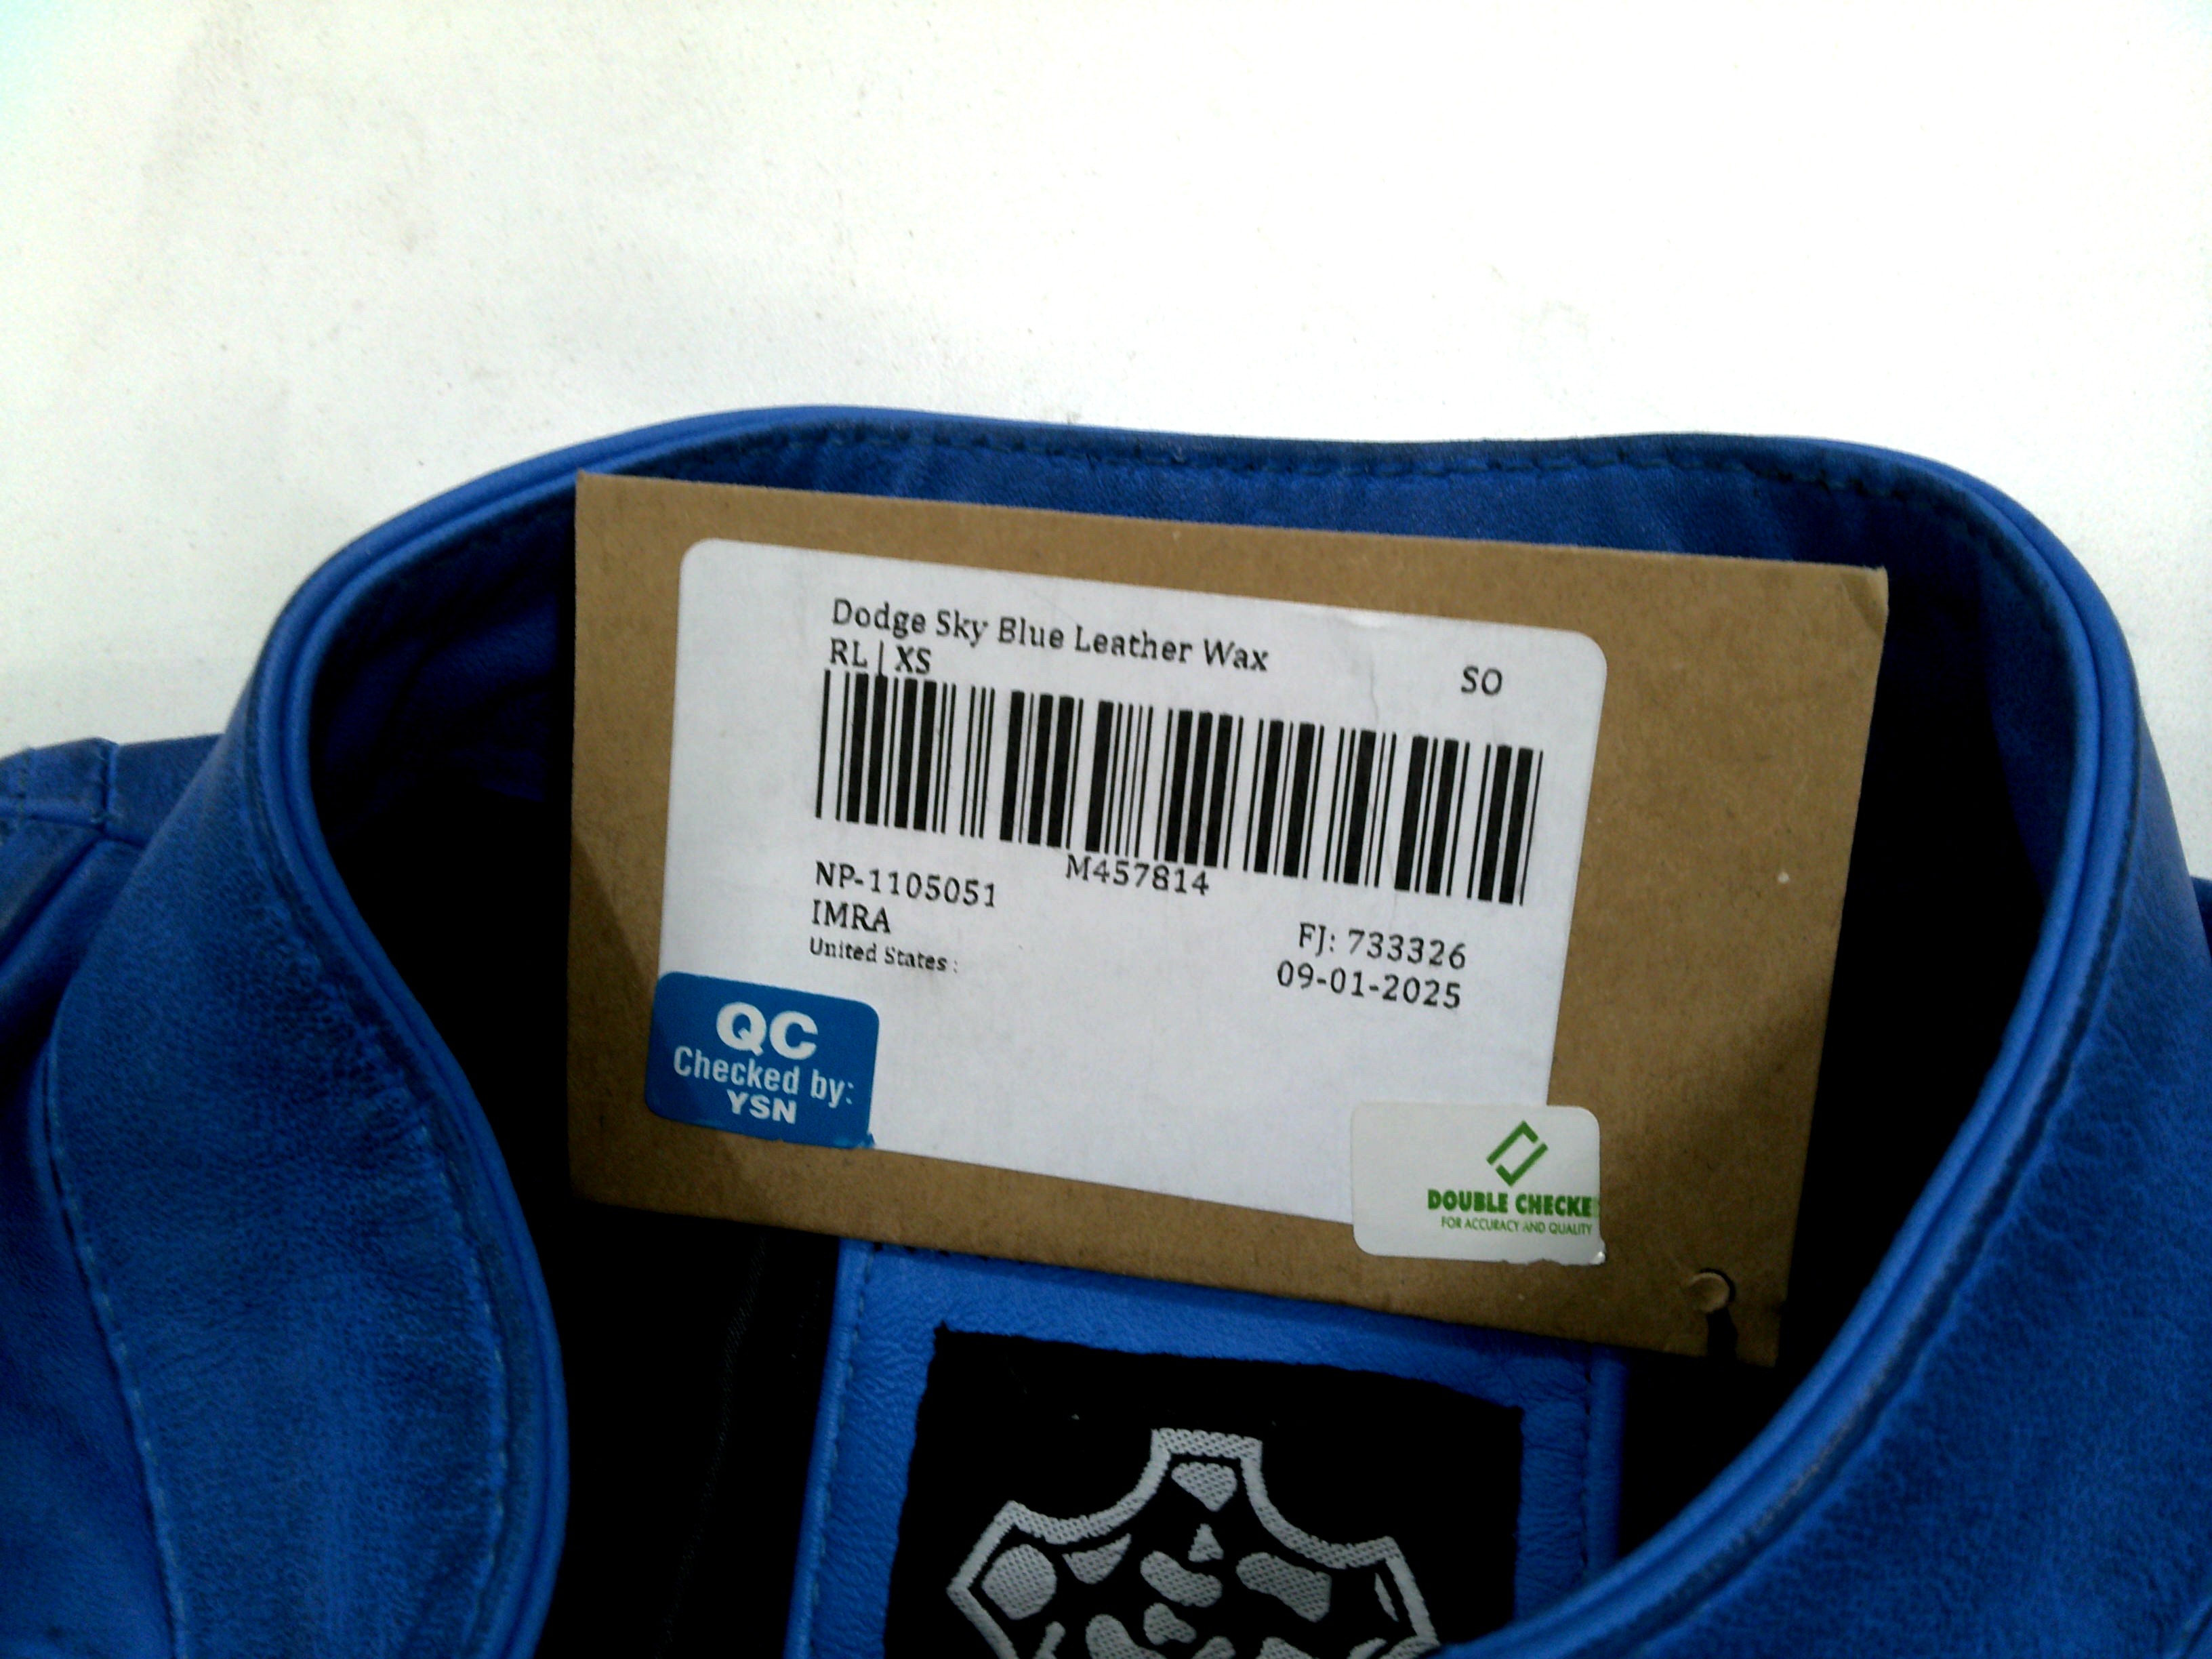 Dodge Sky Blue Leather Wax
RL | XS
SO
M457814
NP-1105051
IMRA
United States :
FJ: 733326
09-01-2025
QC
Checked by:
YSN
DOUBLE CHECKE
FOR ACCURACY AND QUALITY